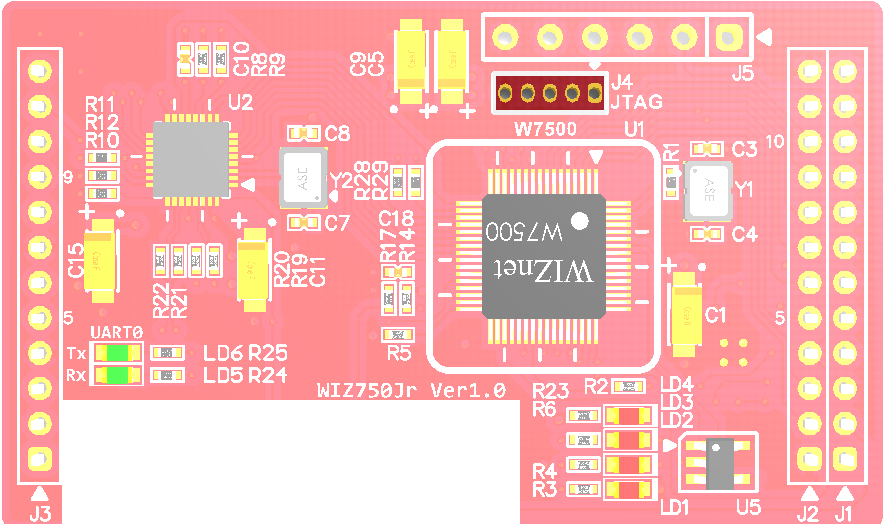 C10
R8
R9
C9
C5
J5
J4
JTAG
W7500
U1
U2
R11
R12
R10
C8
ASE
Y2
C7
R28
R29
R1
C3
ASE
Y1
C4
10
9
W7500
WIZnet
C15
R22
R21
R20
R19
C11
C18
R17
R14
R5
C1
5
5
UART0
Tx
LD6 R25
Rx
LD5 R24
WIZ750Jr Ver1.0
R23
R6
R2
LD4
LD3
LD2
R4
R3
LD1
U5
J3
J2
J1